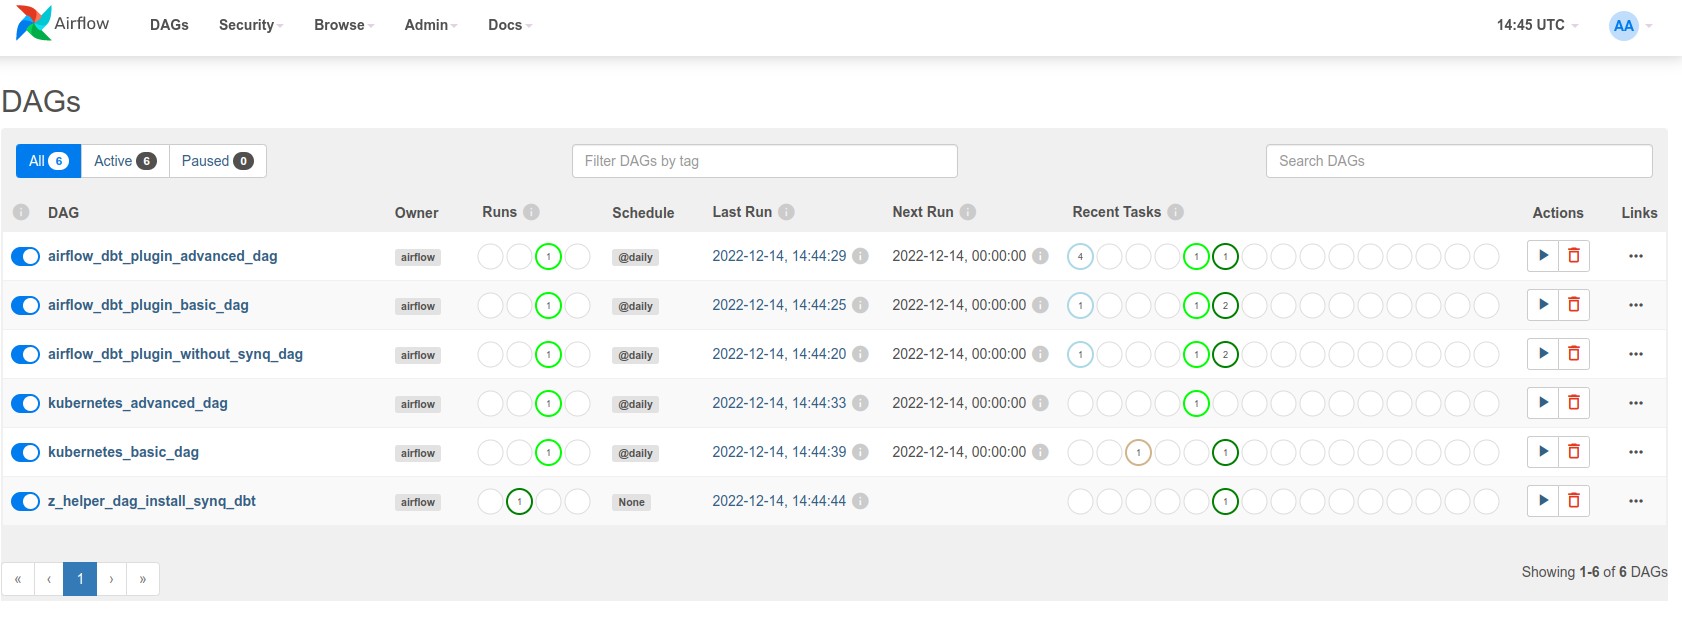 Airflow DAGs Security Browse Admin Docs 14:45 UTC AA
DAGs
All 6 Active 6 Paused 0 Filter DAGs by tag Search DAGs
i DAG Owner Runs i Schedule Last Run i Next Run i Recent Tasks i Actions Links
airflow_dbt_plugin_advanced_dag airflow 1 @daily 2022-12-14, 14:44:29 i 2022-12-14, 00:00:00 i 4 1 1
airflow_dbt_plugin_basic_dag airflow 1 @daily 2022-12-14, 14:44:25 i 2022-12-14, 00:00:00 i 1 1 2
airflow_dbt_plugin_without_synq_dag airflow 1 @daily 2022-12-14, 14:44:20 i 2022-12-14, 00:00:00 i 1 1 2
kubernetes_advanced_dag airflow 1 @daily 2022-12-14, 14:44:33 i 2022-12-14, 00:00:00 i 1
kubernetes_basic_dag airflow 1 @daily 2022-12-14, 14:44:39 i 2022-12-14, 00:00:00 i 1 1
z_helper_dag_install_synq_dbt airflow 1 None 2022-12-14, 14:44:44 i 1
« ‹ 1 › » Showing 1-6 of 6 DAGs